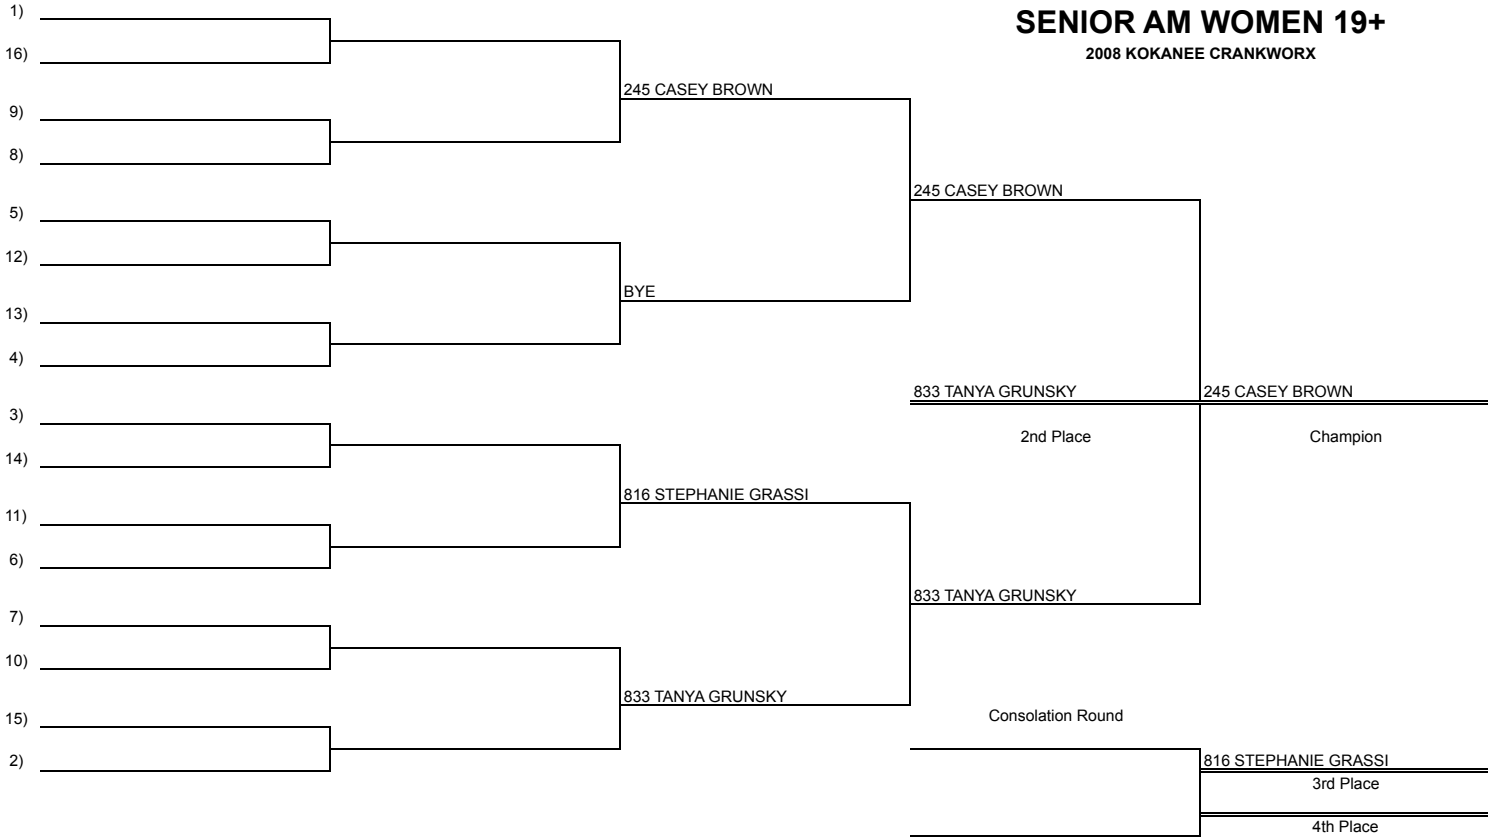 SENIOR AM WOMEN 19+
2008 KOKANEE CRANKWORX
1)
16)
9)
8)
5)
12)
13)
4)
3)
14)
11)
6)
7)
10)
15)
2)
245 CASEY BROWN
BYE
816 STEPHANIE GRASSI
833 TANYA GRUNSKY
245 CASEY BROWN
833 TANYA GRUNSKY
2nd Place
833 TANYA GRUNSKY
245 CASEY BROWN
Champion
Consolation Round
816 STEPHANIE GRASSI
3rd Place
4th Place